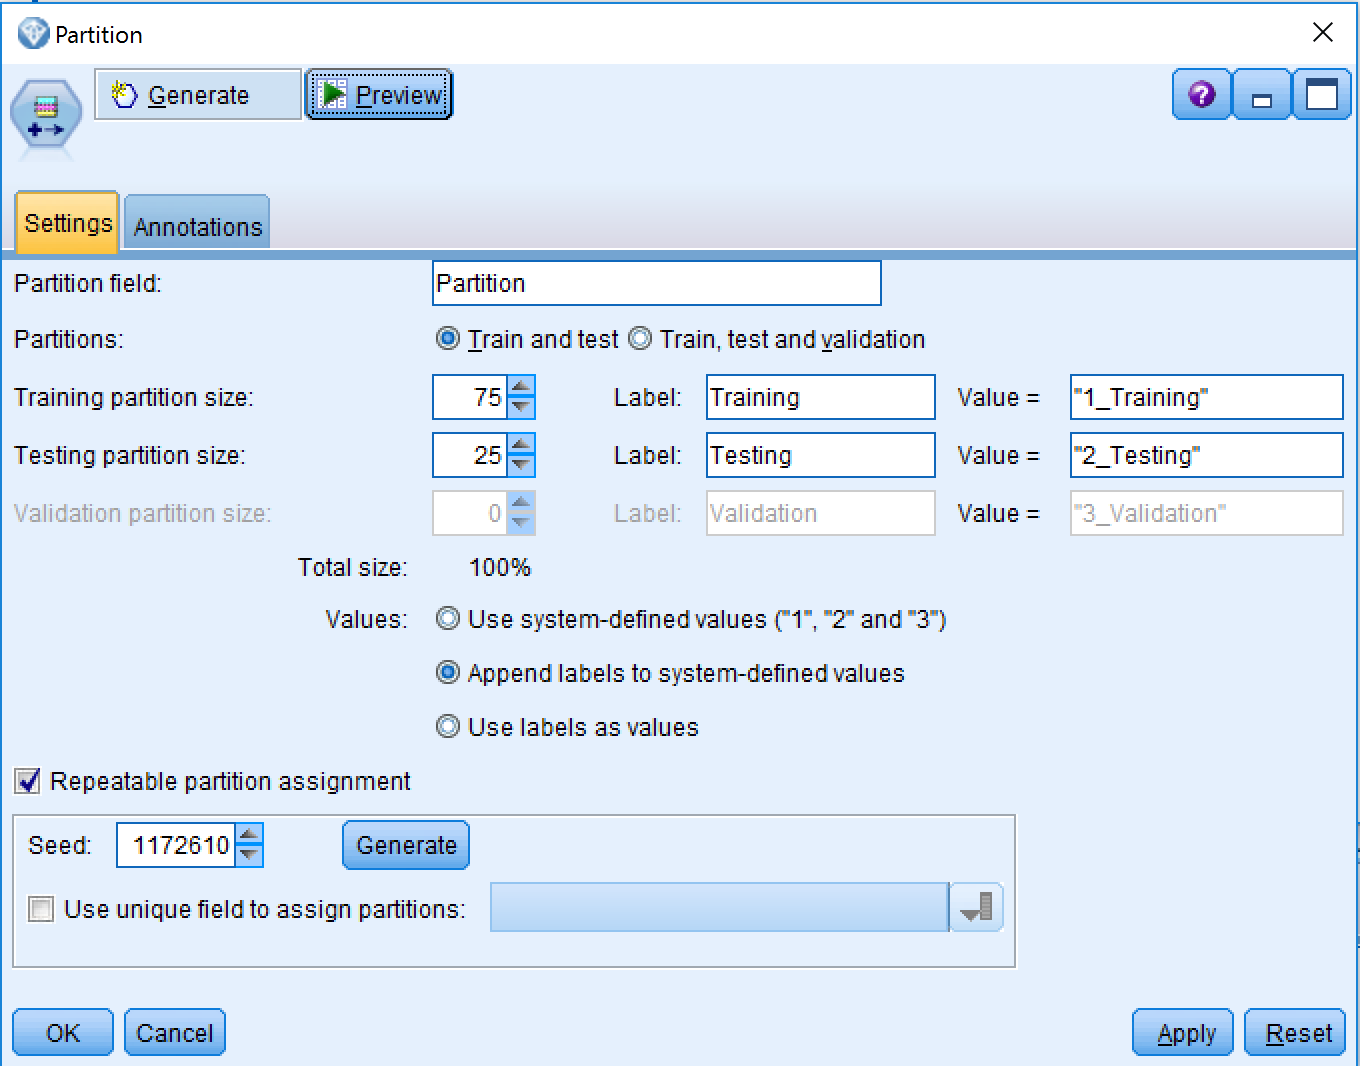 Partition
Generate Preview
Settings Annotations
Partition field: Partition
Partitions: Train and test Train, test and validation
Training partition size: 75 Label: Training Value = "1_Training"
Testing partition size: 25 Label: Testing Value = "2_Testing"
Validation partition size: 0 Label: Validation Value = "3_Validation"
Total size: 100%
Values: Use system-defined values ("1", "2" and "3")
Append labels to system-defined values
Use labels as values
Repeatable partition assignment
Seed: 1172610 Generate
Use unique field to assign partitions:
OK Cancel Apply Reset